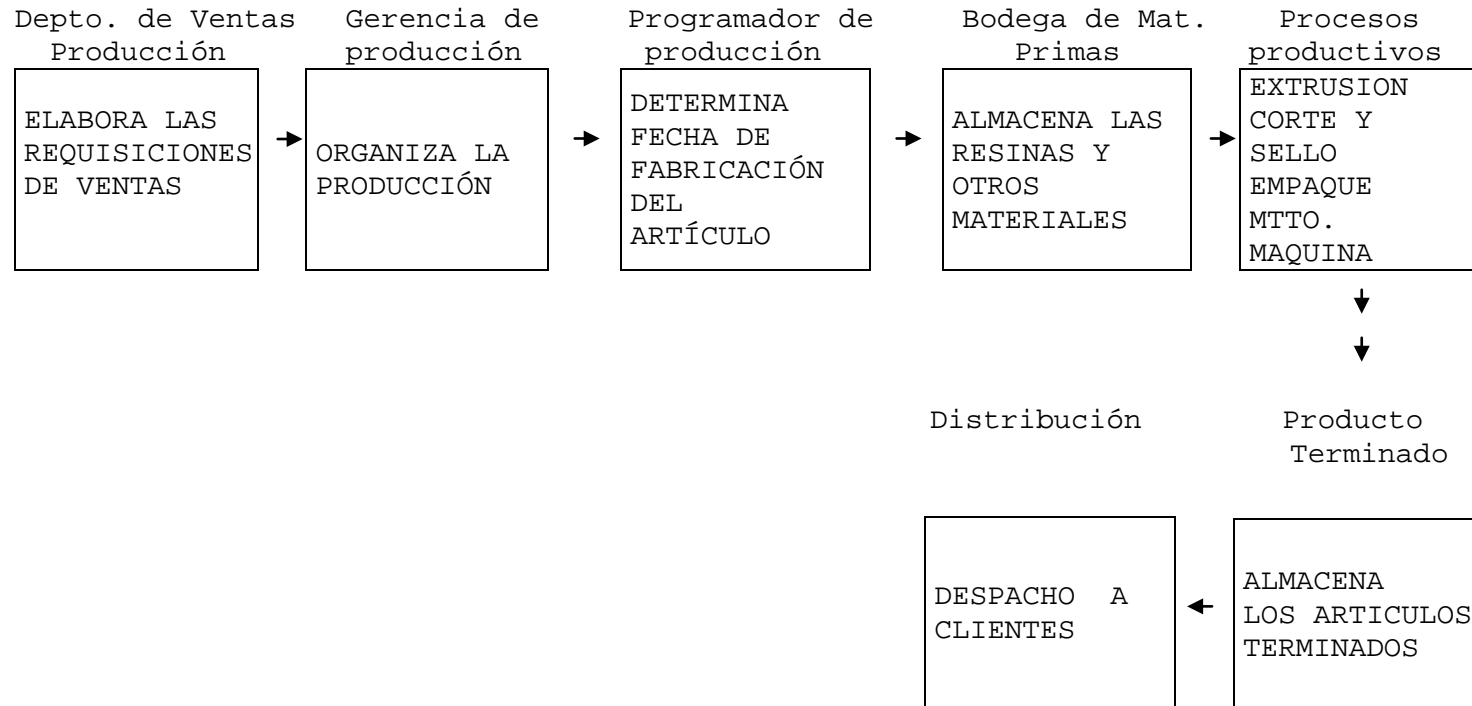 Depto. de Ventas
Producción
ELABORA LAS
REQUISICIONES
DE VENTAS
Gerencia de
producción
ORGANIZA LA
PRODUCCIÓN
Programador de
producción
DETERMINA
FECHA DE
FABRICACIÓN
DEL
ARTÍCULO
Bodega de Mat.
Primas
ALMACENA LAS
RESINAS Y
OTROS
MATERIALES
Procesos
productivos
EXTRUSION
CORTE Y
SELLO
EMPAQUE
MTTO.
MAQUINA
Producto
Terminado
ALMACENA
LOS ARTICULOS
TERMINADOS
Distribución
DESPACHO A
CLIENTES